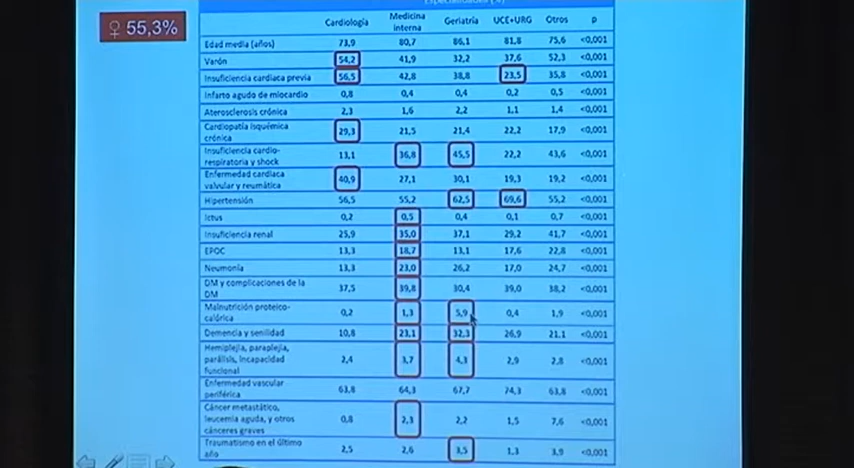 ♀ 55,3%
Cardiología Medicina interna Geriatría UCE+URG Otros p
Edad media (años) 73,9 80,7 86,1 81,8 75,6 <0,001
Varón 54,2 41,9 32,2 37,6 52,3 <0,001
Insuficiencia cardiaca previa 56,5 42,8 38,8 23,5 35,8 <0,001
Infarto agudo de miocardio 0,8 0,4 0,4 0,2 0,5 <0,001
Aterosclerosis crónica 2,3 1,6 2,2 1,1 1,4 <0,001
Cardiopatía isquémica
crónica 29,3 21,5 21,4 22,2 17,9 <0,001
Insuficiencia cardio-
respiratoria y shock 13,1 36,8 45,5 22,2 43,6 <0,001
Enfermedad cardiaca
valvular y reumática 40,9 27,1 30,1 19,3 19,2 <0,001
Hipertensión 56,5 55,2 62,5 69,6 55,2 <0,001
Ictus 0,2 0,5 0,4 0,1 0,7 <0,001
Insuficiencia renal 25,9 35,0 37,1 29,2 41,7 <0,001
EPOC 13,3 18,7 13,1 17,6 22,8 <0,001
Neumonía 13,3 23,0 26,2 17,0 24,7 <0,001
DM y complicaciones de la
DM 37,5 39,8 30,4 39,0 38,2 <0,001
Malnutrición proteico-
calórica 0,2 1,3 5,9 0,4 1,9 <0,001
Demencia y senilidad 10,8 23,1 32,3 26,9 21,1 <0,001
Hemiplejia, paraplejia,
parálisis, incapacidad
funcional 2,4 3,7 4,3 2,9 2,8 <0,001
Enfermedad vascular
periférica 63,8 64,3 67,7 74,3 63,8 <0,001
Cáncer metastático,
leucemia aguda, y otros
cánceres graves 0,8 2,3 2,2 1,5 7,6 <0,001
Traumatismo en el último
año 2,5 2,6 3,5 1,3 3,9 <0,001